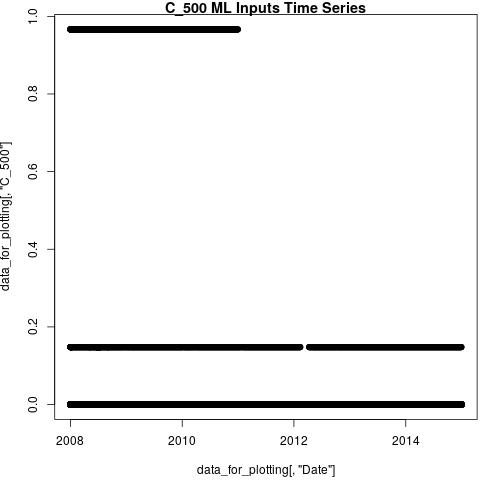 C_500 ML Inputs Time Series
data_for_plotting[, "C_500"]
1.0
0.8
0.6
0.4
0.2
0.0
2008 2010 2012 2014
data_for_plotting[, "Date"]